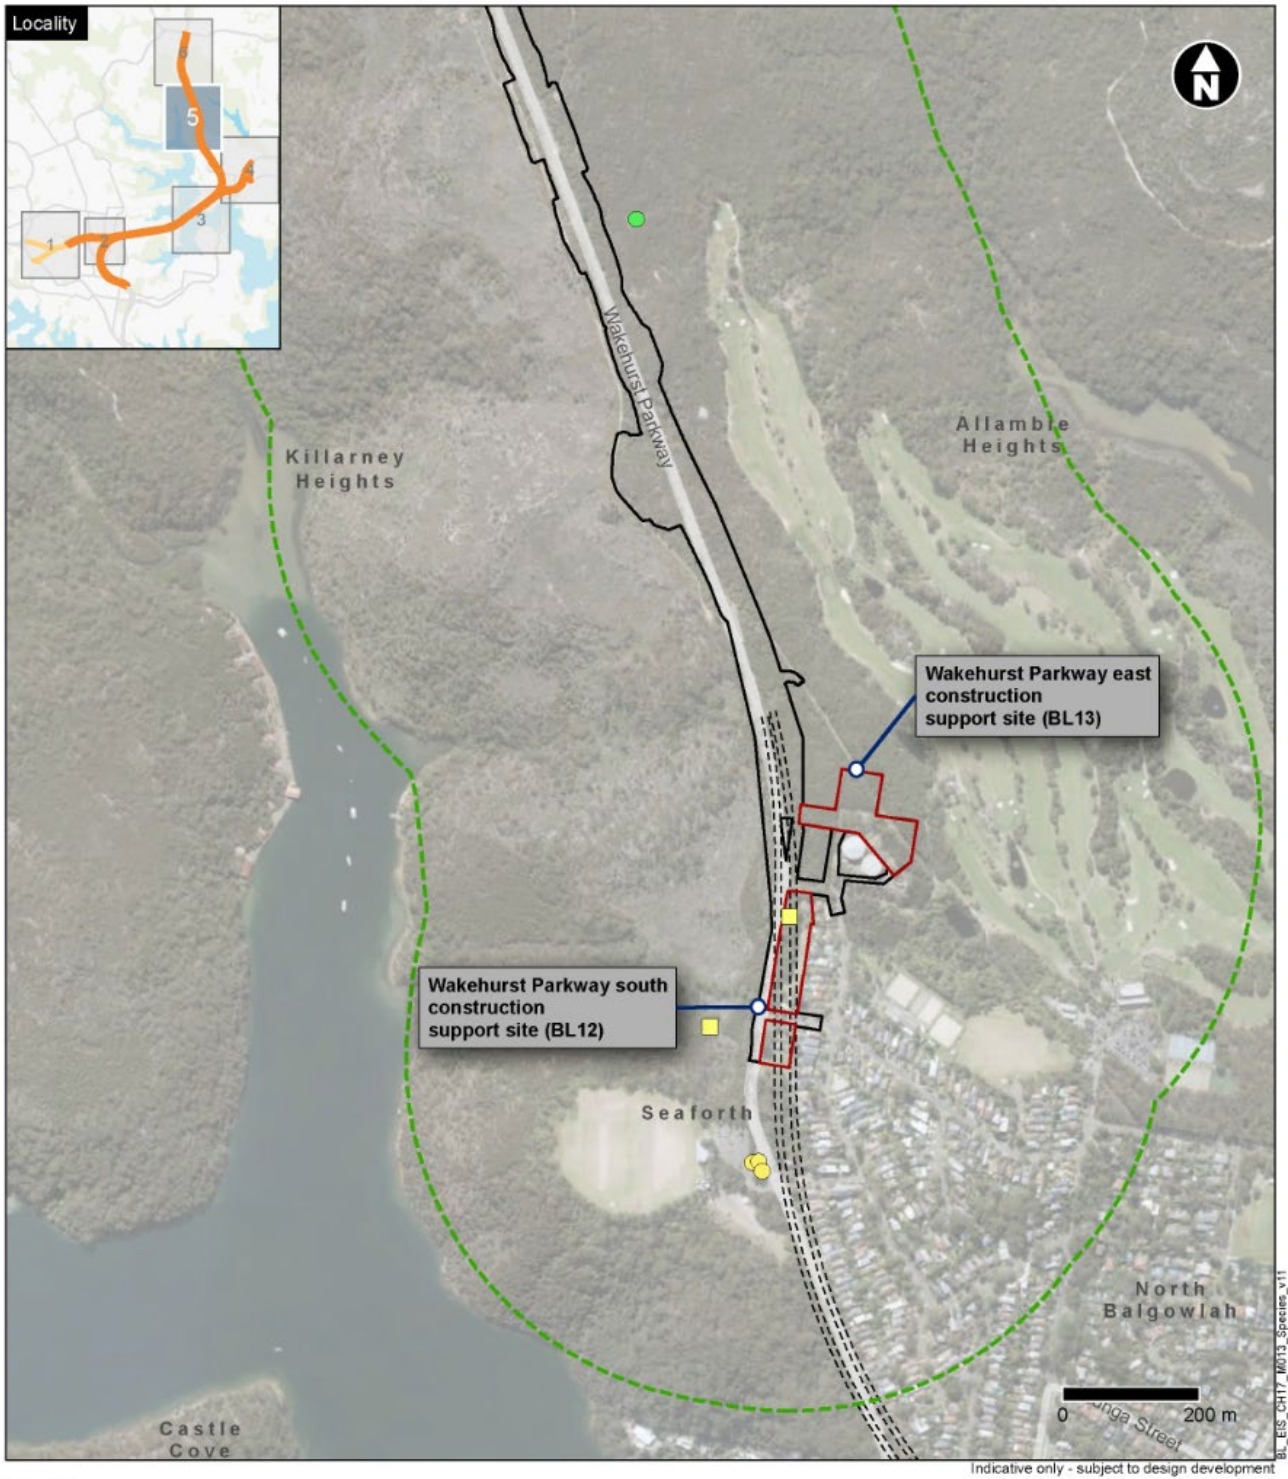 Locality
6
5
3
2
1
N
Wakehurst Parkway
Allambie
Heights
Killarney
Heights
Wakehurst Parkway east
construction
support site (BL13)
Wakehurst Parkway south
construction
support site (BL12)
Seaforth
North
Balgowlah
0
200 m
Street
Castle
Cove
BL_EIS_CH17_M013_Species_v11
Indicative only - subject to design development